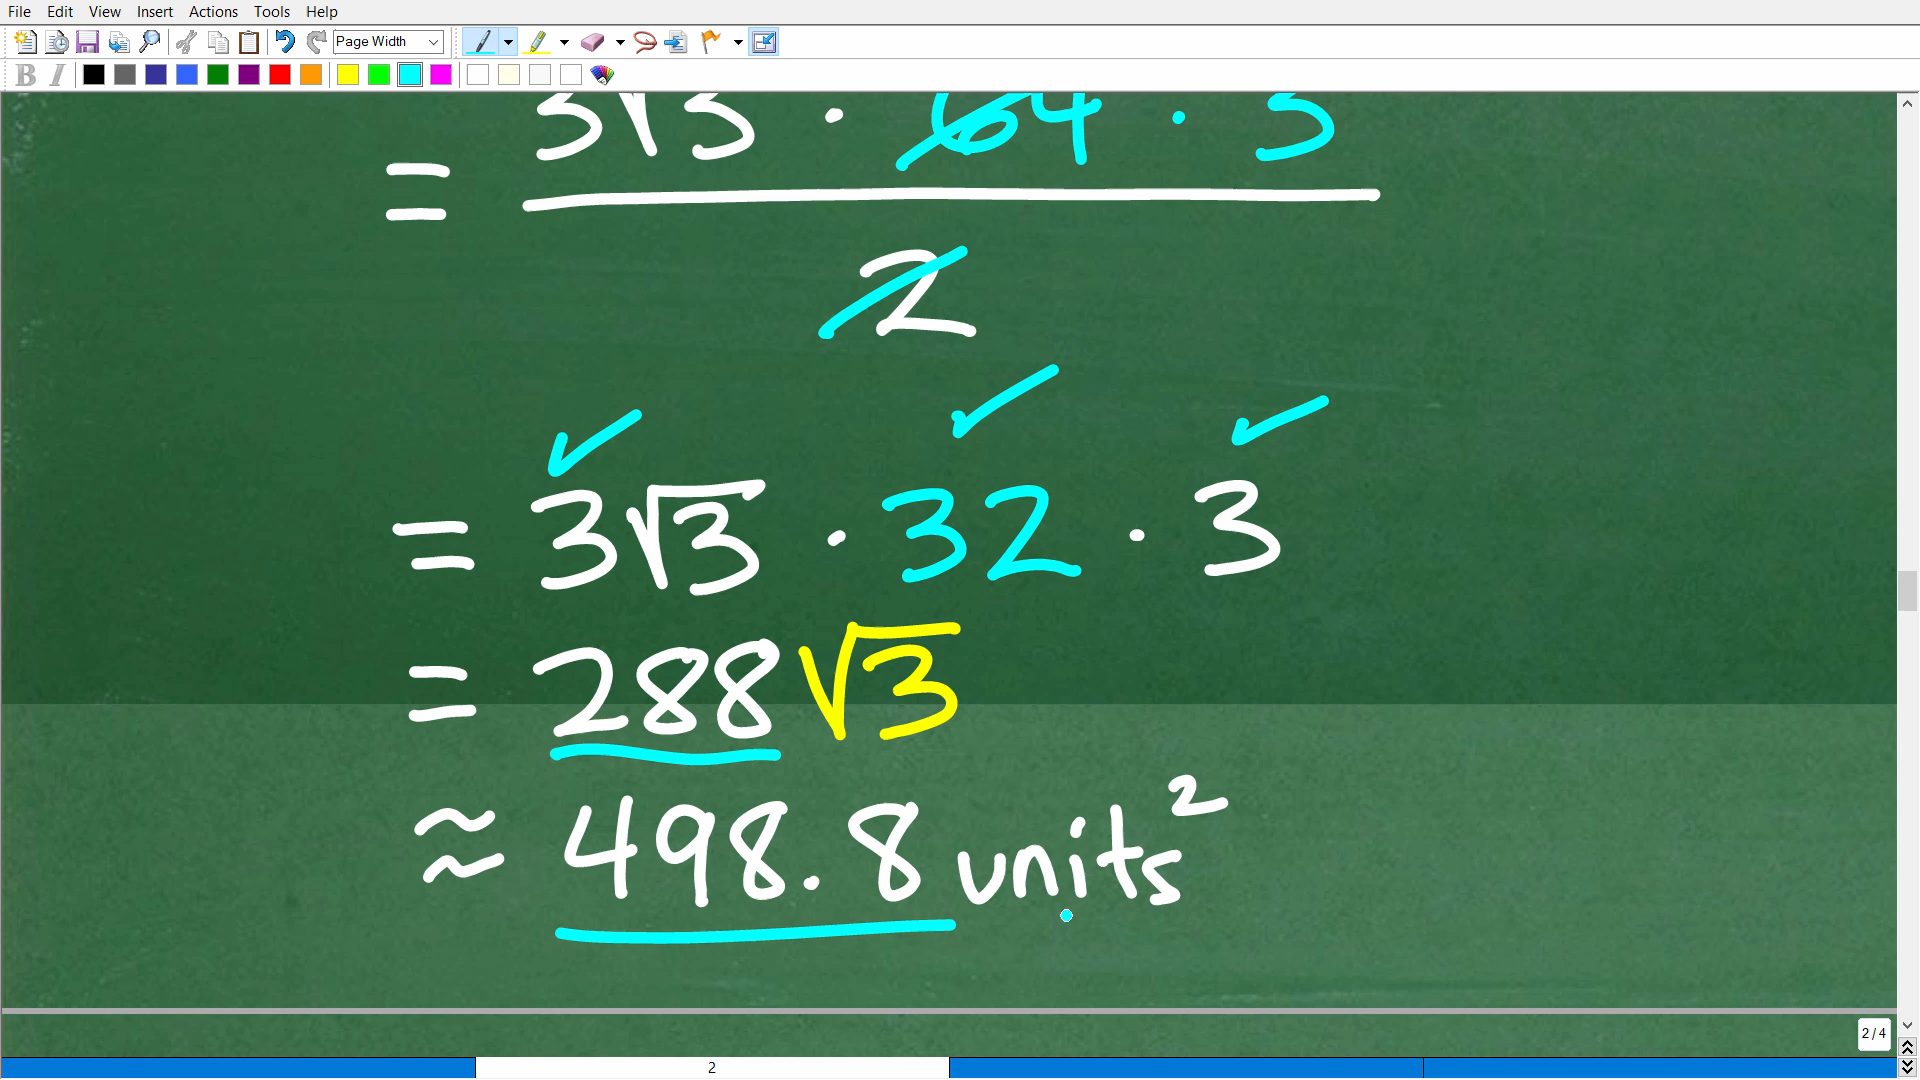 File Edit View Insert Actions Tools Help
Page Width
B I
= 3√3 · 64 · 3
2
= 3√3 · 32 · 3
= 288√3
≈ 498.8 units²
2 / 4
2